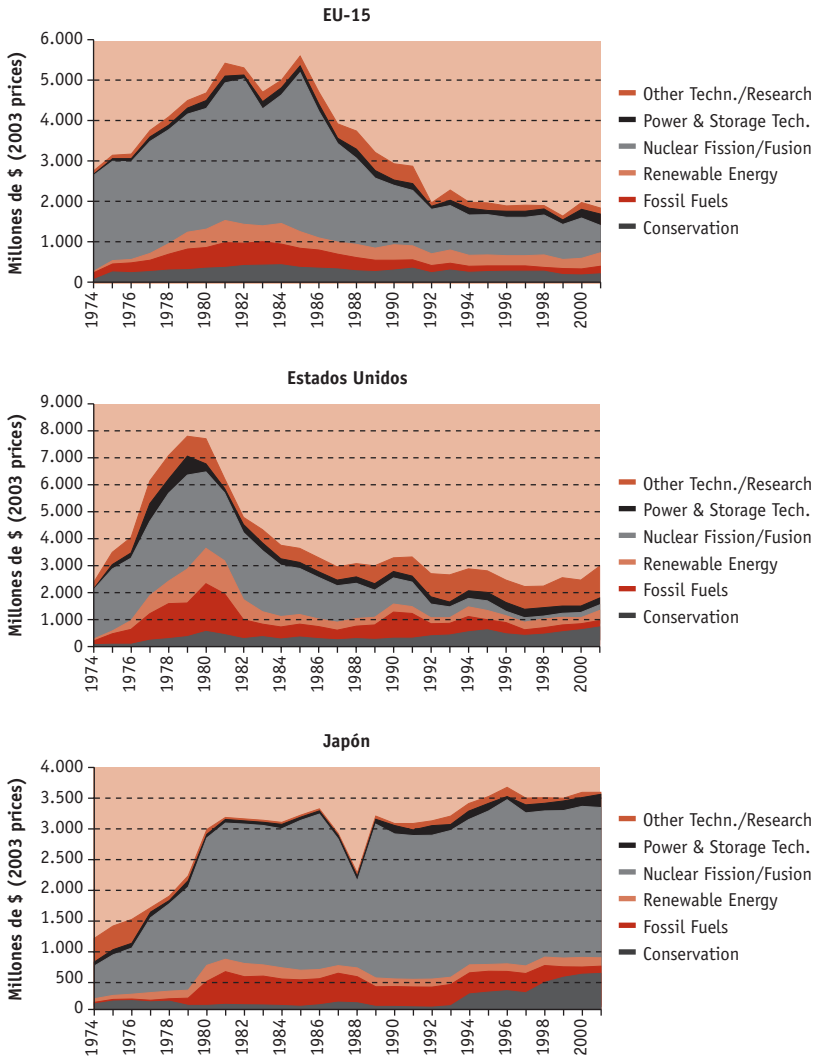 EU-15
Millones de $ (2003 prices)
6.000
5.000
4.000
3.000
2.000
1.000
0
1974
1976
1978
1980
1982
1984
1986
1988
1990
1992
1994
1996
1998
2000
Other Techn./Research
Power & Storage Tech.
Nuclear Fission/Fusion
Renewable Energy
Fossil Fuels
Conservation
Estados Unidos
Millones de $ (2003 prices)
9.000
8.000
7.000
6.000
5.000
4.000
3.000
2.000
1.000
0
1974
1976
1978
1980
1982
1984
1986
1988
1990
1992
1994
1996
1998
2000
Other Techn./Research
Power & Storage Tech.
Nuclear Fission/Fusion
Renewable Energy
Fossil Fuels
Conservation
Japón
Millones de $ (2003 prices)
4.000
3.500
3.000
2.500
2.000
1.500
1.000
500
0
1974
1976
1978
1980
1982
1984
1986
1988
1990
1992
1994
1996
1998
2000
Other Techn./Research
Power & Storage Tech.
Nuclear Fission/Fusion
Renewable Energy
Fossil Fuels
Conservation